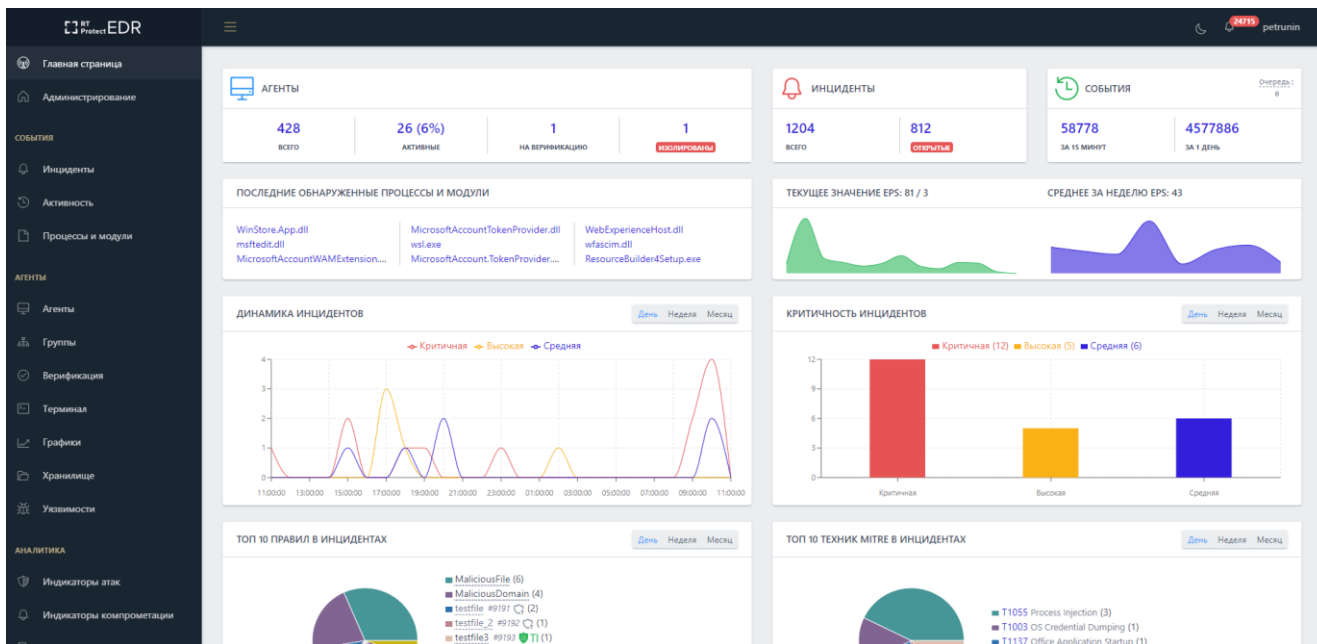 RT Protect EDR
24715
petrunin
Главная страница
Администрирование
СОБЫТИЯ
Инциденты
Активность
Процессы и модули
АГЕНТЫ
Агенты
Группы
Верификация
Терминал
Графики
Хранилище
Уязвимости
АНАЛИТИКА
Индикаторы атак
Индикаторы компрометации
АГЕНТЫ
428
ВСЕГО
26 (6%)
АКТИВНЫЕ
1
НА ВЕРИФИКАЦИЮ
1
ИЗОЛИРОВАНЫ
ИНЦИДЕНТЫ
1204
ВСЕГО
812
ОТКРЫТЫЕ
СОБЫТИЯ
Очередь:
0
58778
ЗА 15 МИНУТ
4577886
ЗА 1 ДЕНЬ
ПОСЛЕДНИЕ ОБНАРУЖЕННЫЕ ПРОЦЕССЫ И МОДУЛИ
WinStore.App.dll
msftedit.dll
MicrosoftAccountWAMExtension....
MicrosoftAccountTokenProvider.dll
wsl.exe
MicrosoftAccount.TokenProvider....
WebExperienceHost.dll
wfascim.dll
ResourceBuilder4Setup.exe
ТЕКУЩЕЕ ЗНАЧЕНИЕ EPS: 81 / 3
СРЕДНЕЕ ЗА НЕДЕЛЮ EPS: 43
ДИНАМИКА ИНЦИДЕНТОВ
День Неделя Месяц
Критичная Высокая Средняя
4
3
2
1
0
11:00:00 13:00:00 15:00:00 17:00:00 19:00:00 21:00:00 23:00:00 01:00:00 03:00:00 05:00:00 07:00:00 09:00:00 11:00:00
КРИТИЧНОСТЬ ИНЦИДЕНТОВ
День Неделя Месяц
Критичная (12) Высокая (5) Средняя (6)
12
9
6
3
0
Критичная Высокая Средняя
ТОП 10 ПРАВИЛ В ИНЦИДЕНТАХ
День Неделя Месяц
MaliciousFile (6)
MaliciousDomain (4)
testfile #9191 (2)
testfile_2 #9192 (1)
testfile3 #9193 TI (1)
ТОП 10 ТЕХНИК MITRE В ИНЦИДЕНТАХ
День Неделя Месяц
T1055 Process Injection (3)
T1003 OS Credential Dumping (1)
T1137 Office Application Startup (1)